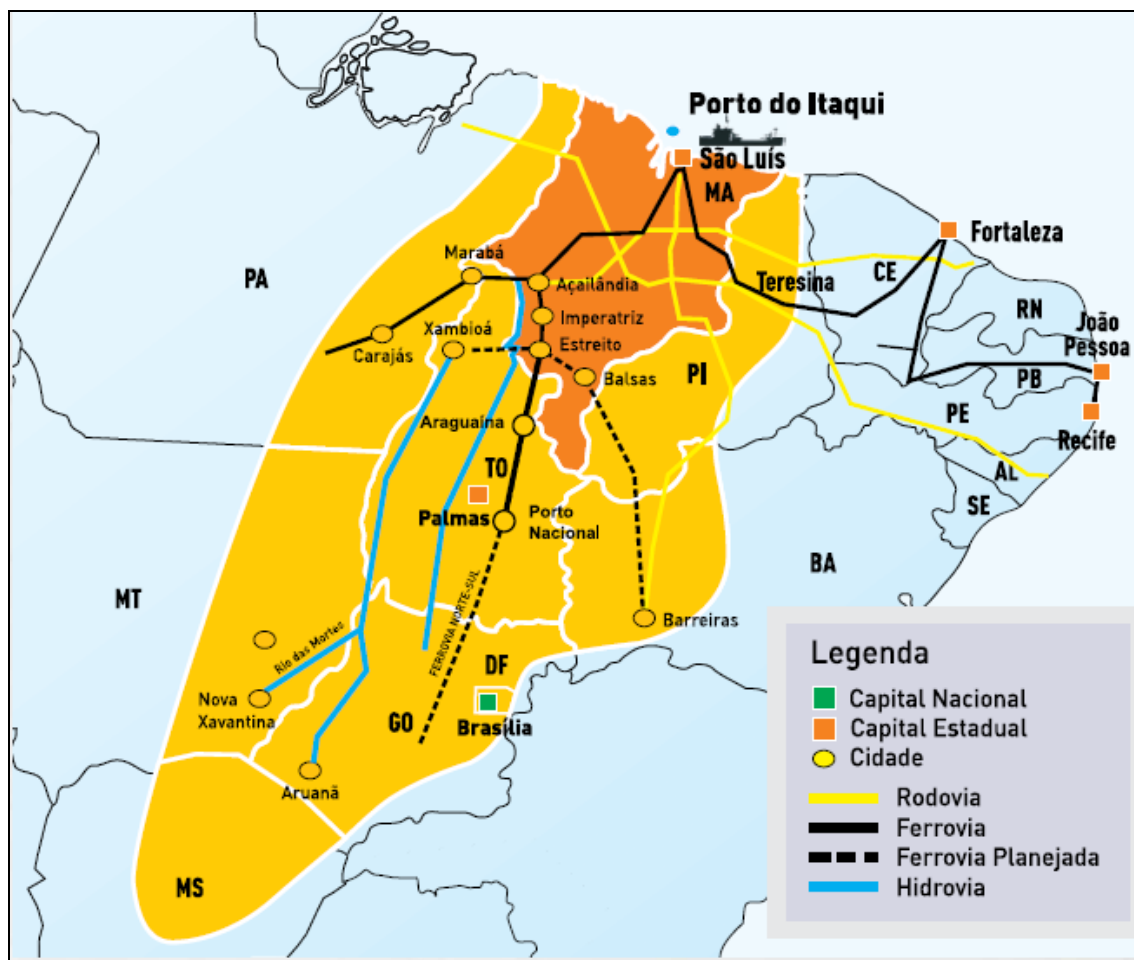 Porto do Itaqui
São Luís
MA
Fortaleza
Marabá
Açailândia
Teresina
CE
PA
RN
Xambioá
Imperatriz
João
Pessoa
Carajás
Estreito
Balsas
PI
PB
Araguaína
PE
Recife
TO
AL
Palmas
Porto
Nacional
SE
BA
MT
FERROVIA NORTE-SUL
Barreiras
Rio das Mortes
DF
Nova
Xavantina
GO
Brasília
Aruanã
MS
Legenda
Capital Nacional
Capital Estadual
Cidade
Rodovia
Ferrovia
Ferrovia Planejada
Hidrovia